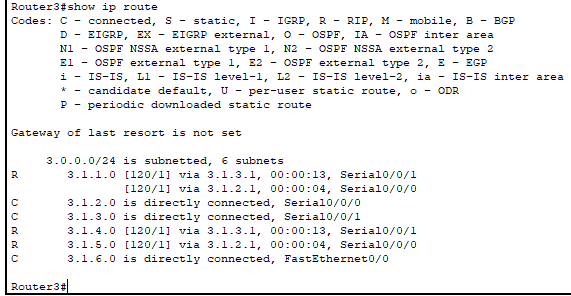 Router3#show ip route
Codes: C - connected, S - static, I - IGRP, R - RIP, M - mobile, B - BGP
       D - EIGRP, EX - EIGRP external, O - OSPF, IA - OSPF inter area
       N1 - OSPF NSSA external type 1, N2 - OSPF NSSA external type 2
       E1 - OSPF external type 1, E2 - OSPF external type 2, E - EGP
       i - IS-IS, L1 - IS-IS level-1, L2 - IS-IS level-2, ia - IS-IS inter area
       * - candidate default, U - per-user static route, o - ODR
       P - periodic downloaded static route
Gateway of last resort is not set
     3.0.0.0/24 is subnetted, 6 subnets
R       3.1.1.0 [120/1] via 3.1.3.1, 00:00:13, Serial0/0/1
                [120/1] via 3.1.2.1, 00:00:04, Serial0/0/0
C       3.1.2.0 is directly connected, Serial0/0/0
C       3.1.3.0 is directly connected, Serial0/0/1
R       3.1.4.0 [120/1] via 3.1.3.1, 00:00:13, Serial0/0/1
R       3.1.5.0 [120/1] via 3.1.2.1, 00:00:04, Serial0/0/0
C       3.1.6.0 is directly connected, FastEthernet0/0
Router3#